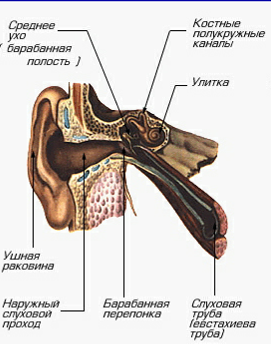 Среднее
ухо
( барабанная
полость )
Костные
полукружные
каналы
Улитка
Ушная
раковина
Наружный
слуховой
проход
Барабанная
перепонка
Слуховая
труба
(евстахиева
труба)